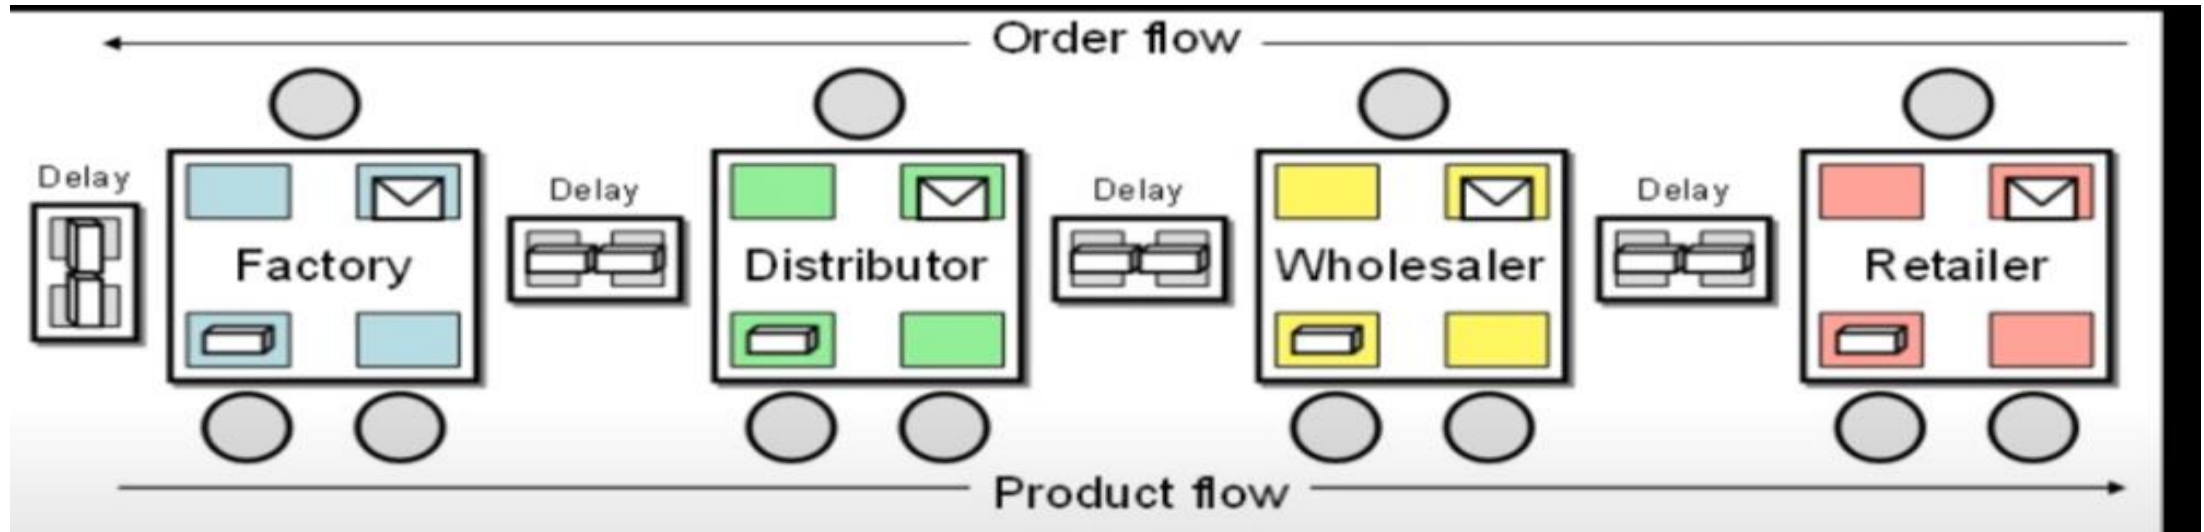 Order flow
Delay
Factory
Delay
Distributor
Delay
Wholesaler
Delay
Retailer
Product flow